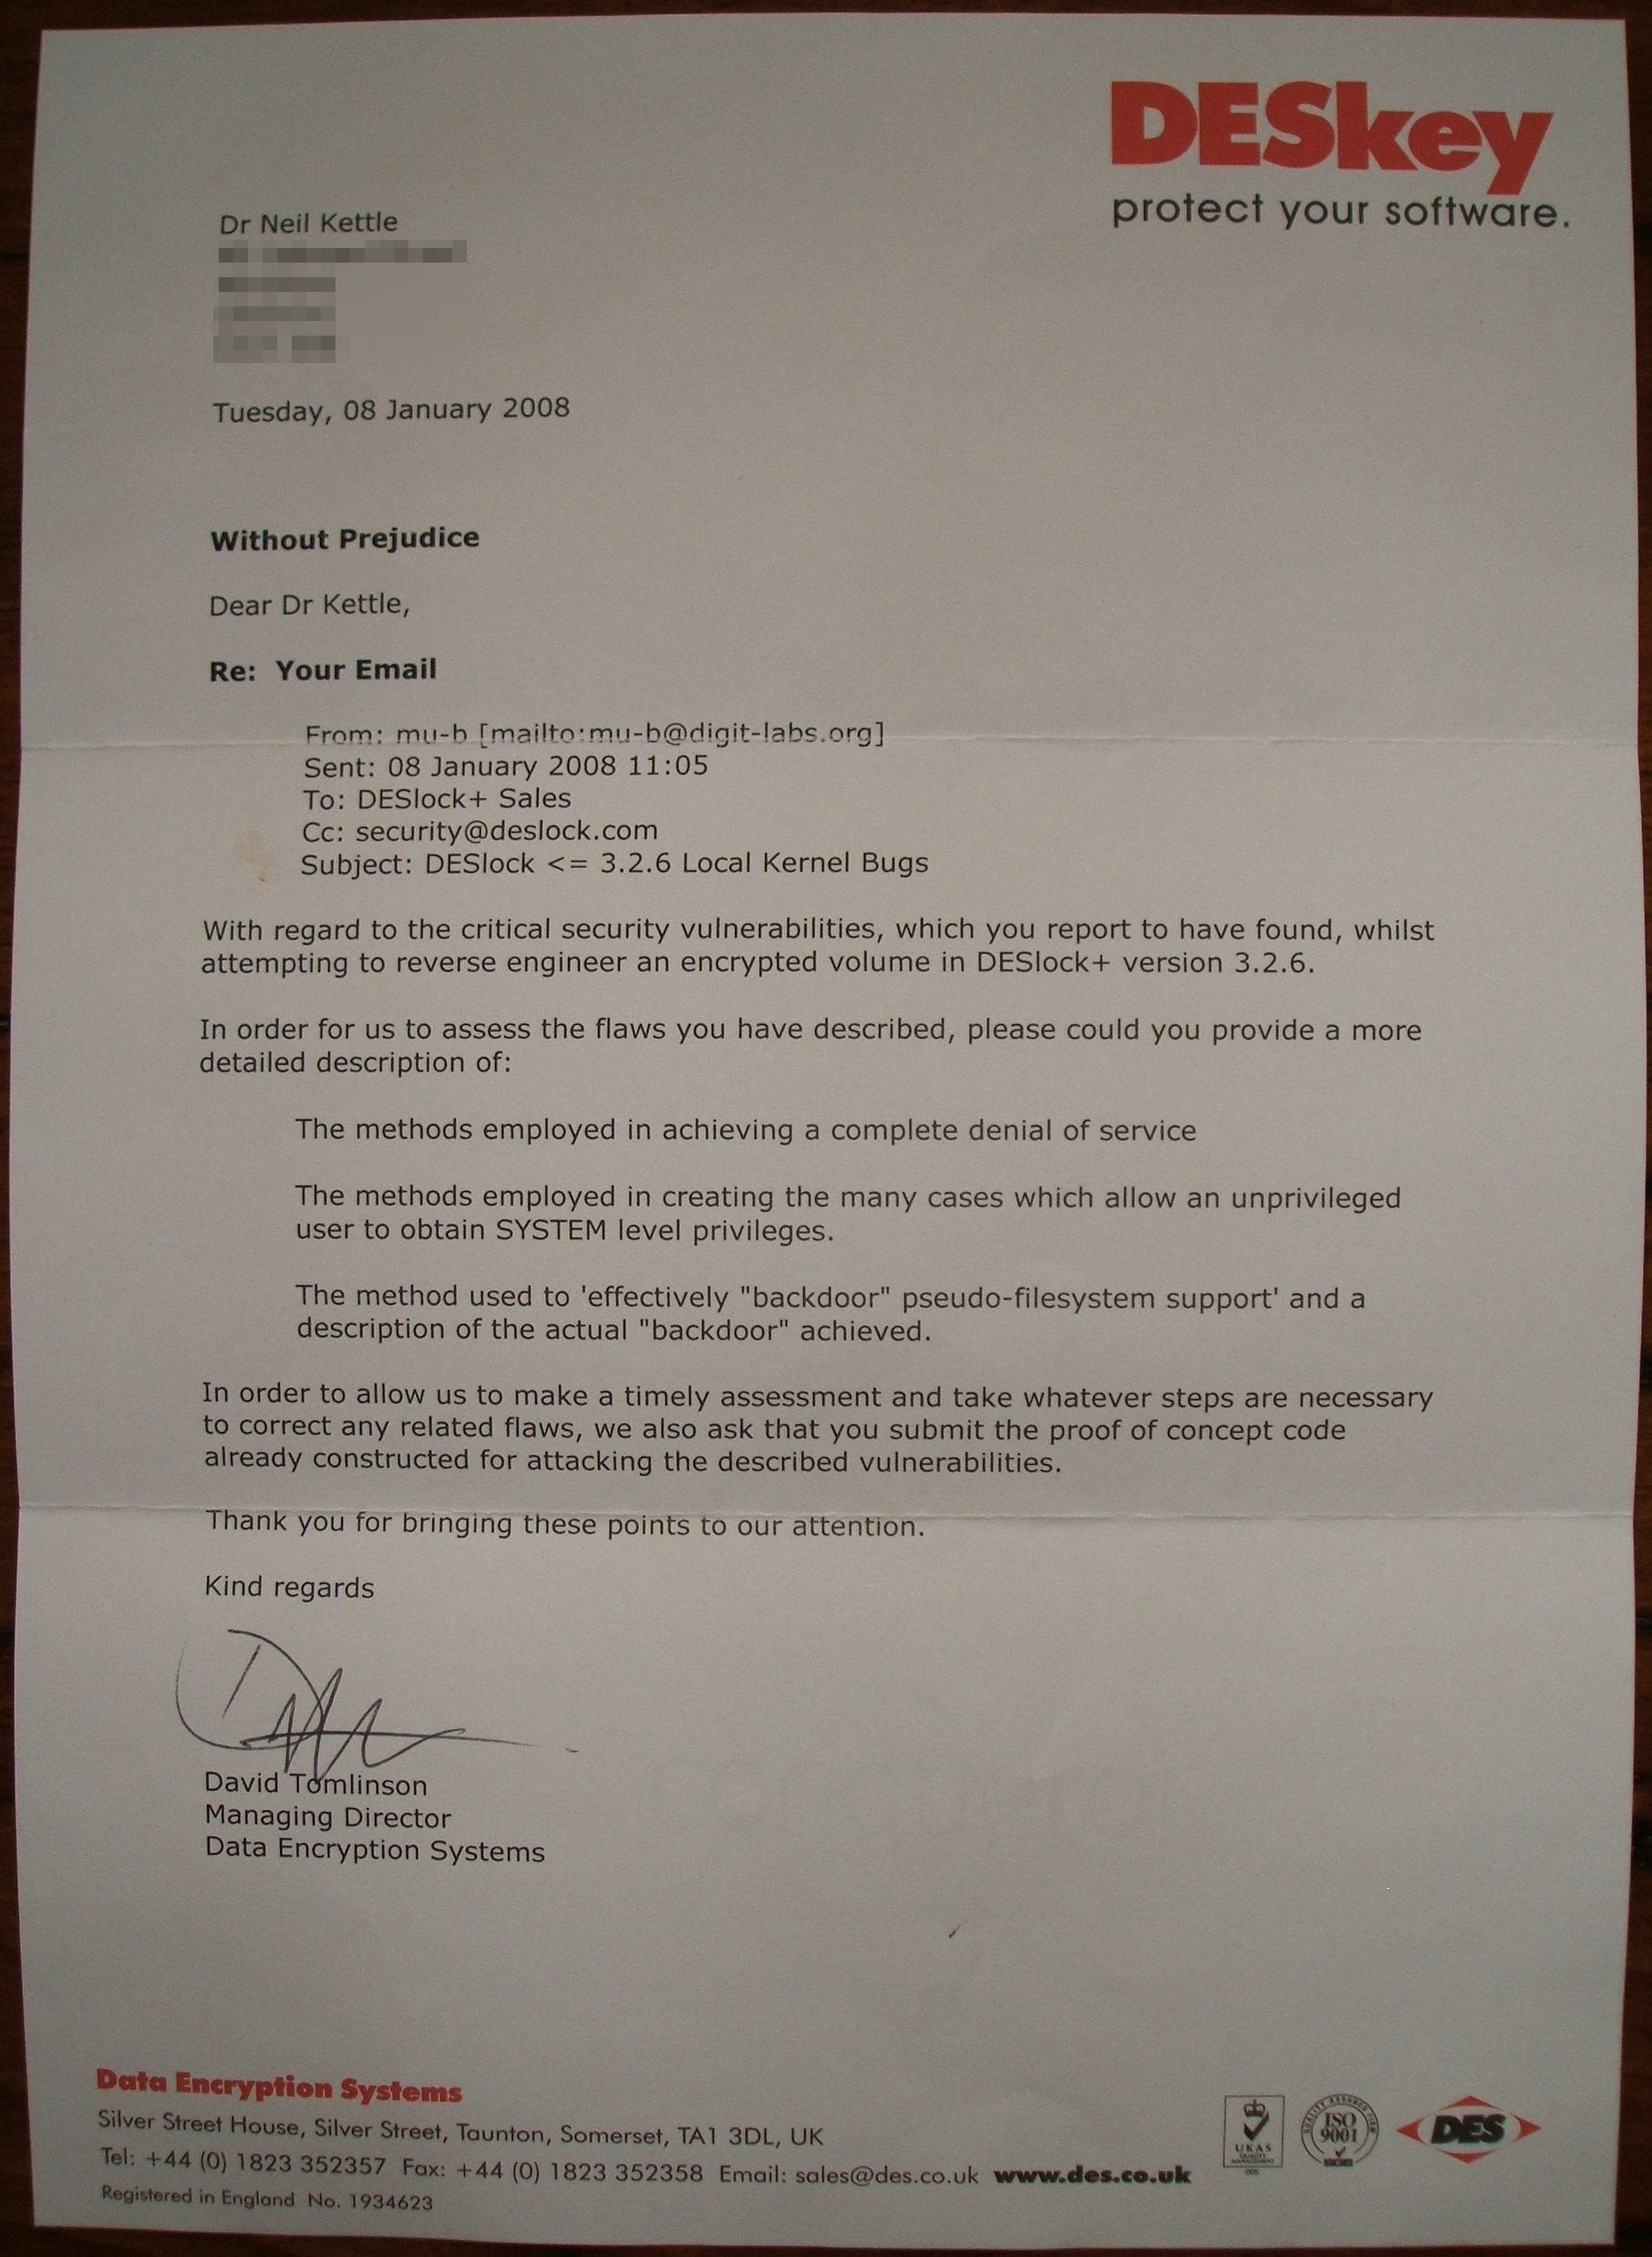 DESkey
protect your software.
Dr Neil Kettle
Tuesday, 08 January 2008
Without Prejudice
Dear Dr Kettle,
Re: Your Email
From: mu-b [mailto:mu-b@digit-labs.org]
Sent: 08 January 2008 11:05
To: DESlock+ Sales
Cc: security@deslock.com
Subject: DESlock <= 3.2.6 Local Kernel Bugs
With regard to the critical security vulnerabilities, which you report to have found, whilst
attempting to reverse engineer an encrypted volume in DESlock+ version 3.2.6.
In order for us to assess the flaws you have described, please could you provide a more
detailed description of:
The methods employed in achieving a complete denial of service
The methods employed in creating the many cases which allow an unprivileged
user to obtain SYSTEM level privileges.
The method used to 'effectively "backdoor" pseudo-filesystem support' and a
description of the actual "backdoor" achieved.
In order to allow us to make a timely assessment and take whatever steps are necessary
to correct any related flaws, we also ask that you submit the proof of concept code
already constructed for attacking the described vulnerabilities.
Thank you for bringing these points to our attention.
Kind regards
David Tomlinson
Managing Director
Data Encryption Systems
Data Encryption Systems
Silver Street House, Silver Street, Taunton, Somerset, TA1 3DL, UK
Tel: +44 (0) 1823 352357 Fax: +44 (0) 1823 352358 Email: sales@des.co.uk www.des.co.uk
Registered in England No. 1934623
UKAS
QUALITY
MANAGEMENT
ISO
9001
DES